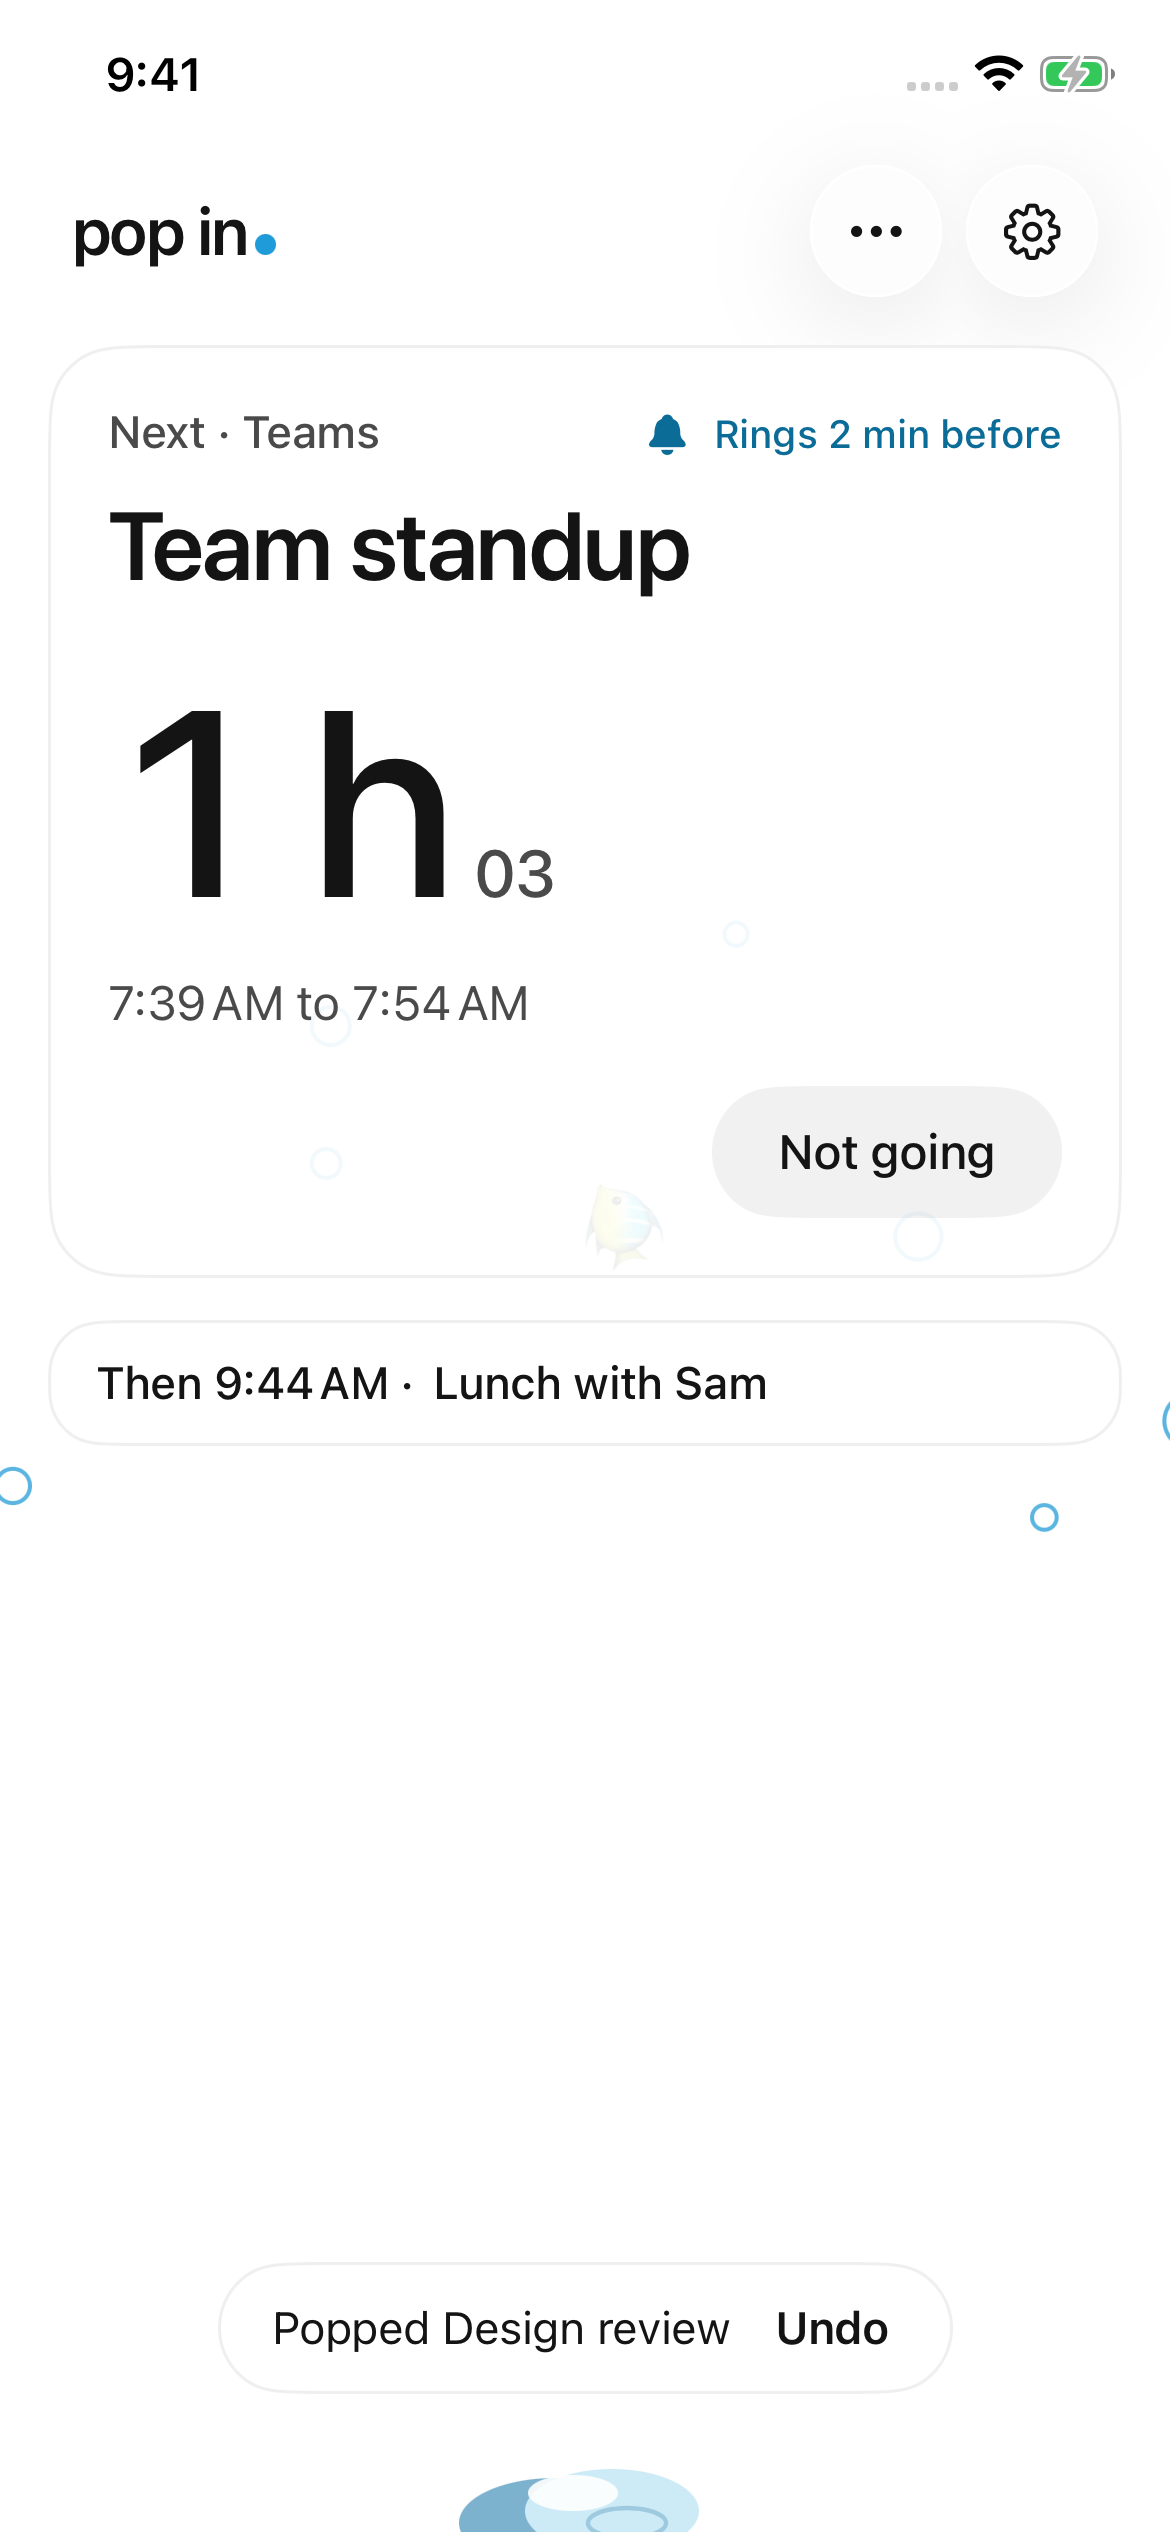 9:41
pop in
Next · Teams
Rings 2 min before
Team standup
1 h 03
7:39 AM to 7:54 AM
Not going
Then 9:44 AM · Lunch with Sam
Popped Design review Undo